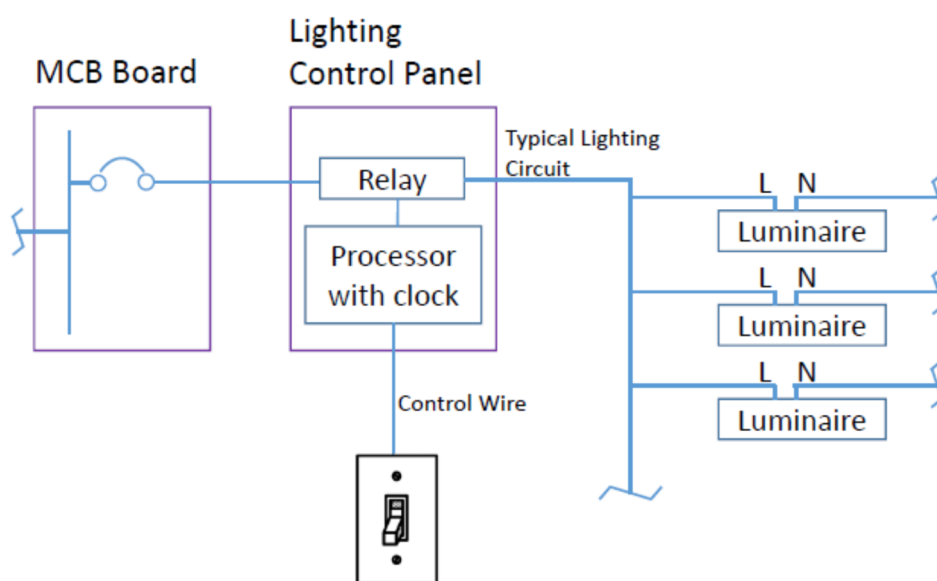 Lighting
Control Panel
MCB Board
Typical Lighting
Circuit
Relay
Processor
with clock
Control Wire
L N
Luminaire
L N
Luminaire
L N
Luminaire